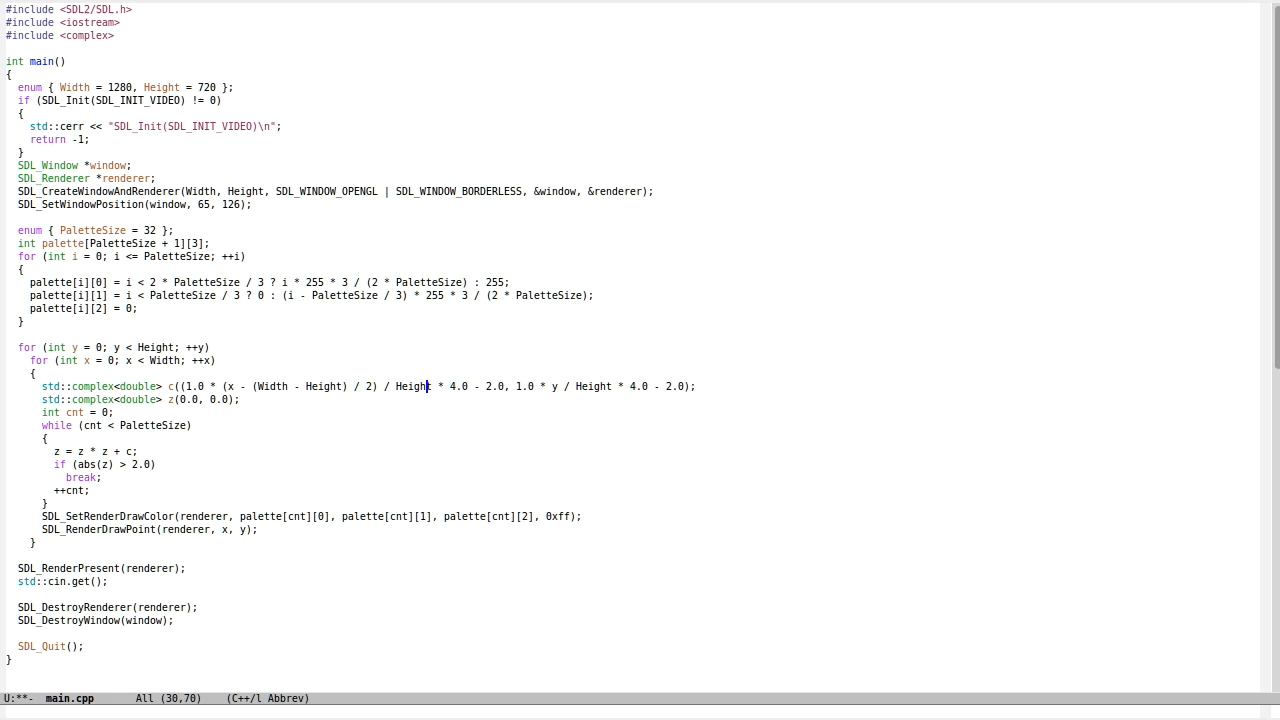 #include <SDL2/SDL.h>
#include <iostream>
#include <complex>

int main()
{
  enum { Width = 1280, Height = 720 };
  if (SDL_Init(SDL_INIT_VIDEO) != 0)
  {
    std::cerr << "SDL_Init(SDL_INIT_VIDEO)\n";
    return -1;
  }
  SDL_Window *window;
  SDL_Renderer *renderer;
  SDL_CreateWindowAndRenderer(Width, Height, SDL_WINDOW_OPENGL | SDL_WINDOW_BORDERLESS, &window, &renderer);
  SDL_SetWindowPosition(window, 65, 126);

  enum { PaletteSize = 32 };
  int palette[PaletteSize + 1][3];
  for (int i = 0; i <= PaletteSize; ++i)
  {
    palette[i][0] = i < 2 * PaletteSize / 3 ? i * 255 * 3 / (2 * PaletteSize) : 255;
    palette[i][1] = i < PaletteSize / 3 ? 0 : (i - PaletteSize / 3) * 255 * 3 / (2 * PaletteSize);
    palette[i][2] = 0;
  }

  for (int y = 0; y < Height; ++y)
    for (int x = 0; x < Width; ++x)
    {
      std::complex<double> c((1.0 * (x - (Width - Height) / 2) / Height * 4.0 - 2.0, 1.0 * y / Height * 4.0 - 2.0);
      std::complex<double> z(0.0, 0.0);
      int cnt = 0;
      while (cnt < PaletteSize)
      {
        z = z * z + c;
        if (abs(z) > 2.0)
          break;
        ++cnt;
      }
      SDL_SetRenderDrawColor(renderer, palette[cnt][0], palette[cnt][1], palette[cnt][2], 0xff);
      SDL_RenderDrawPoint(renderer, x, y);
    }

  SDL_RenderPresent(renderer);
  std::cin.get();

  SDL_DestroyRenderer(renderer);
  SDL_DestroyWindow(window);

  SDL_Quit();
}
U:**-  main.cpp       All (30,70)    (C++/l Abbrev)